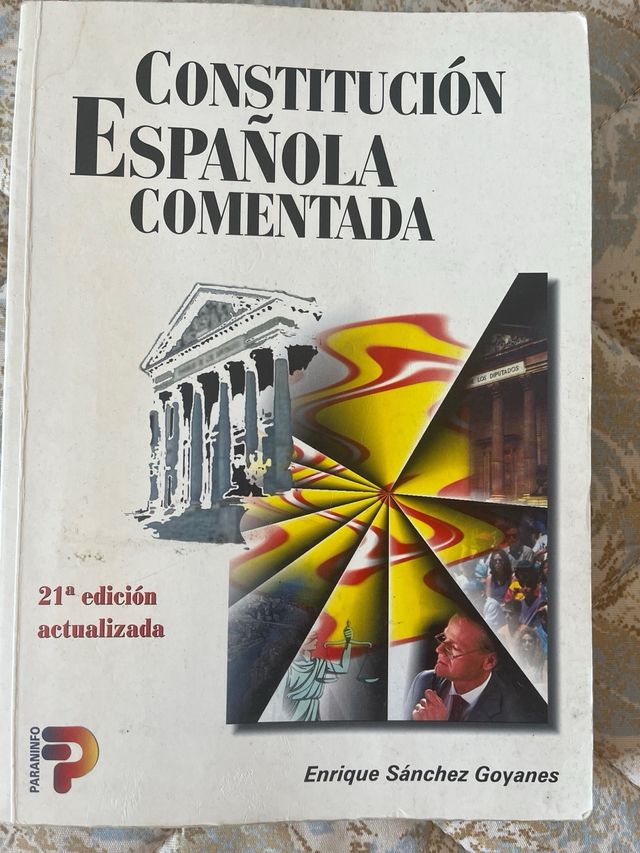 CONSTITUCIÓN
ESPAÑOLA
COMENTADA
LOS DIPUTADOS
21ª edición
actualizada
PARANINFO
Enrique Sánchez Goyanes